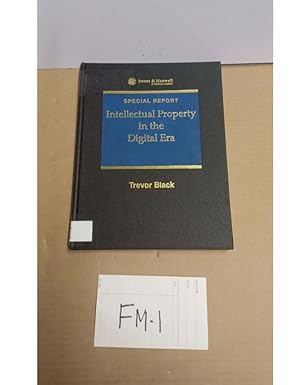 Sweet & Maxwell
SPECIAL REPORT
Intellectual Property
in the
Digital Era
Trevor Black
FM-1